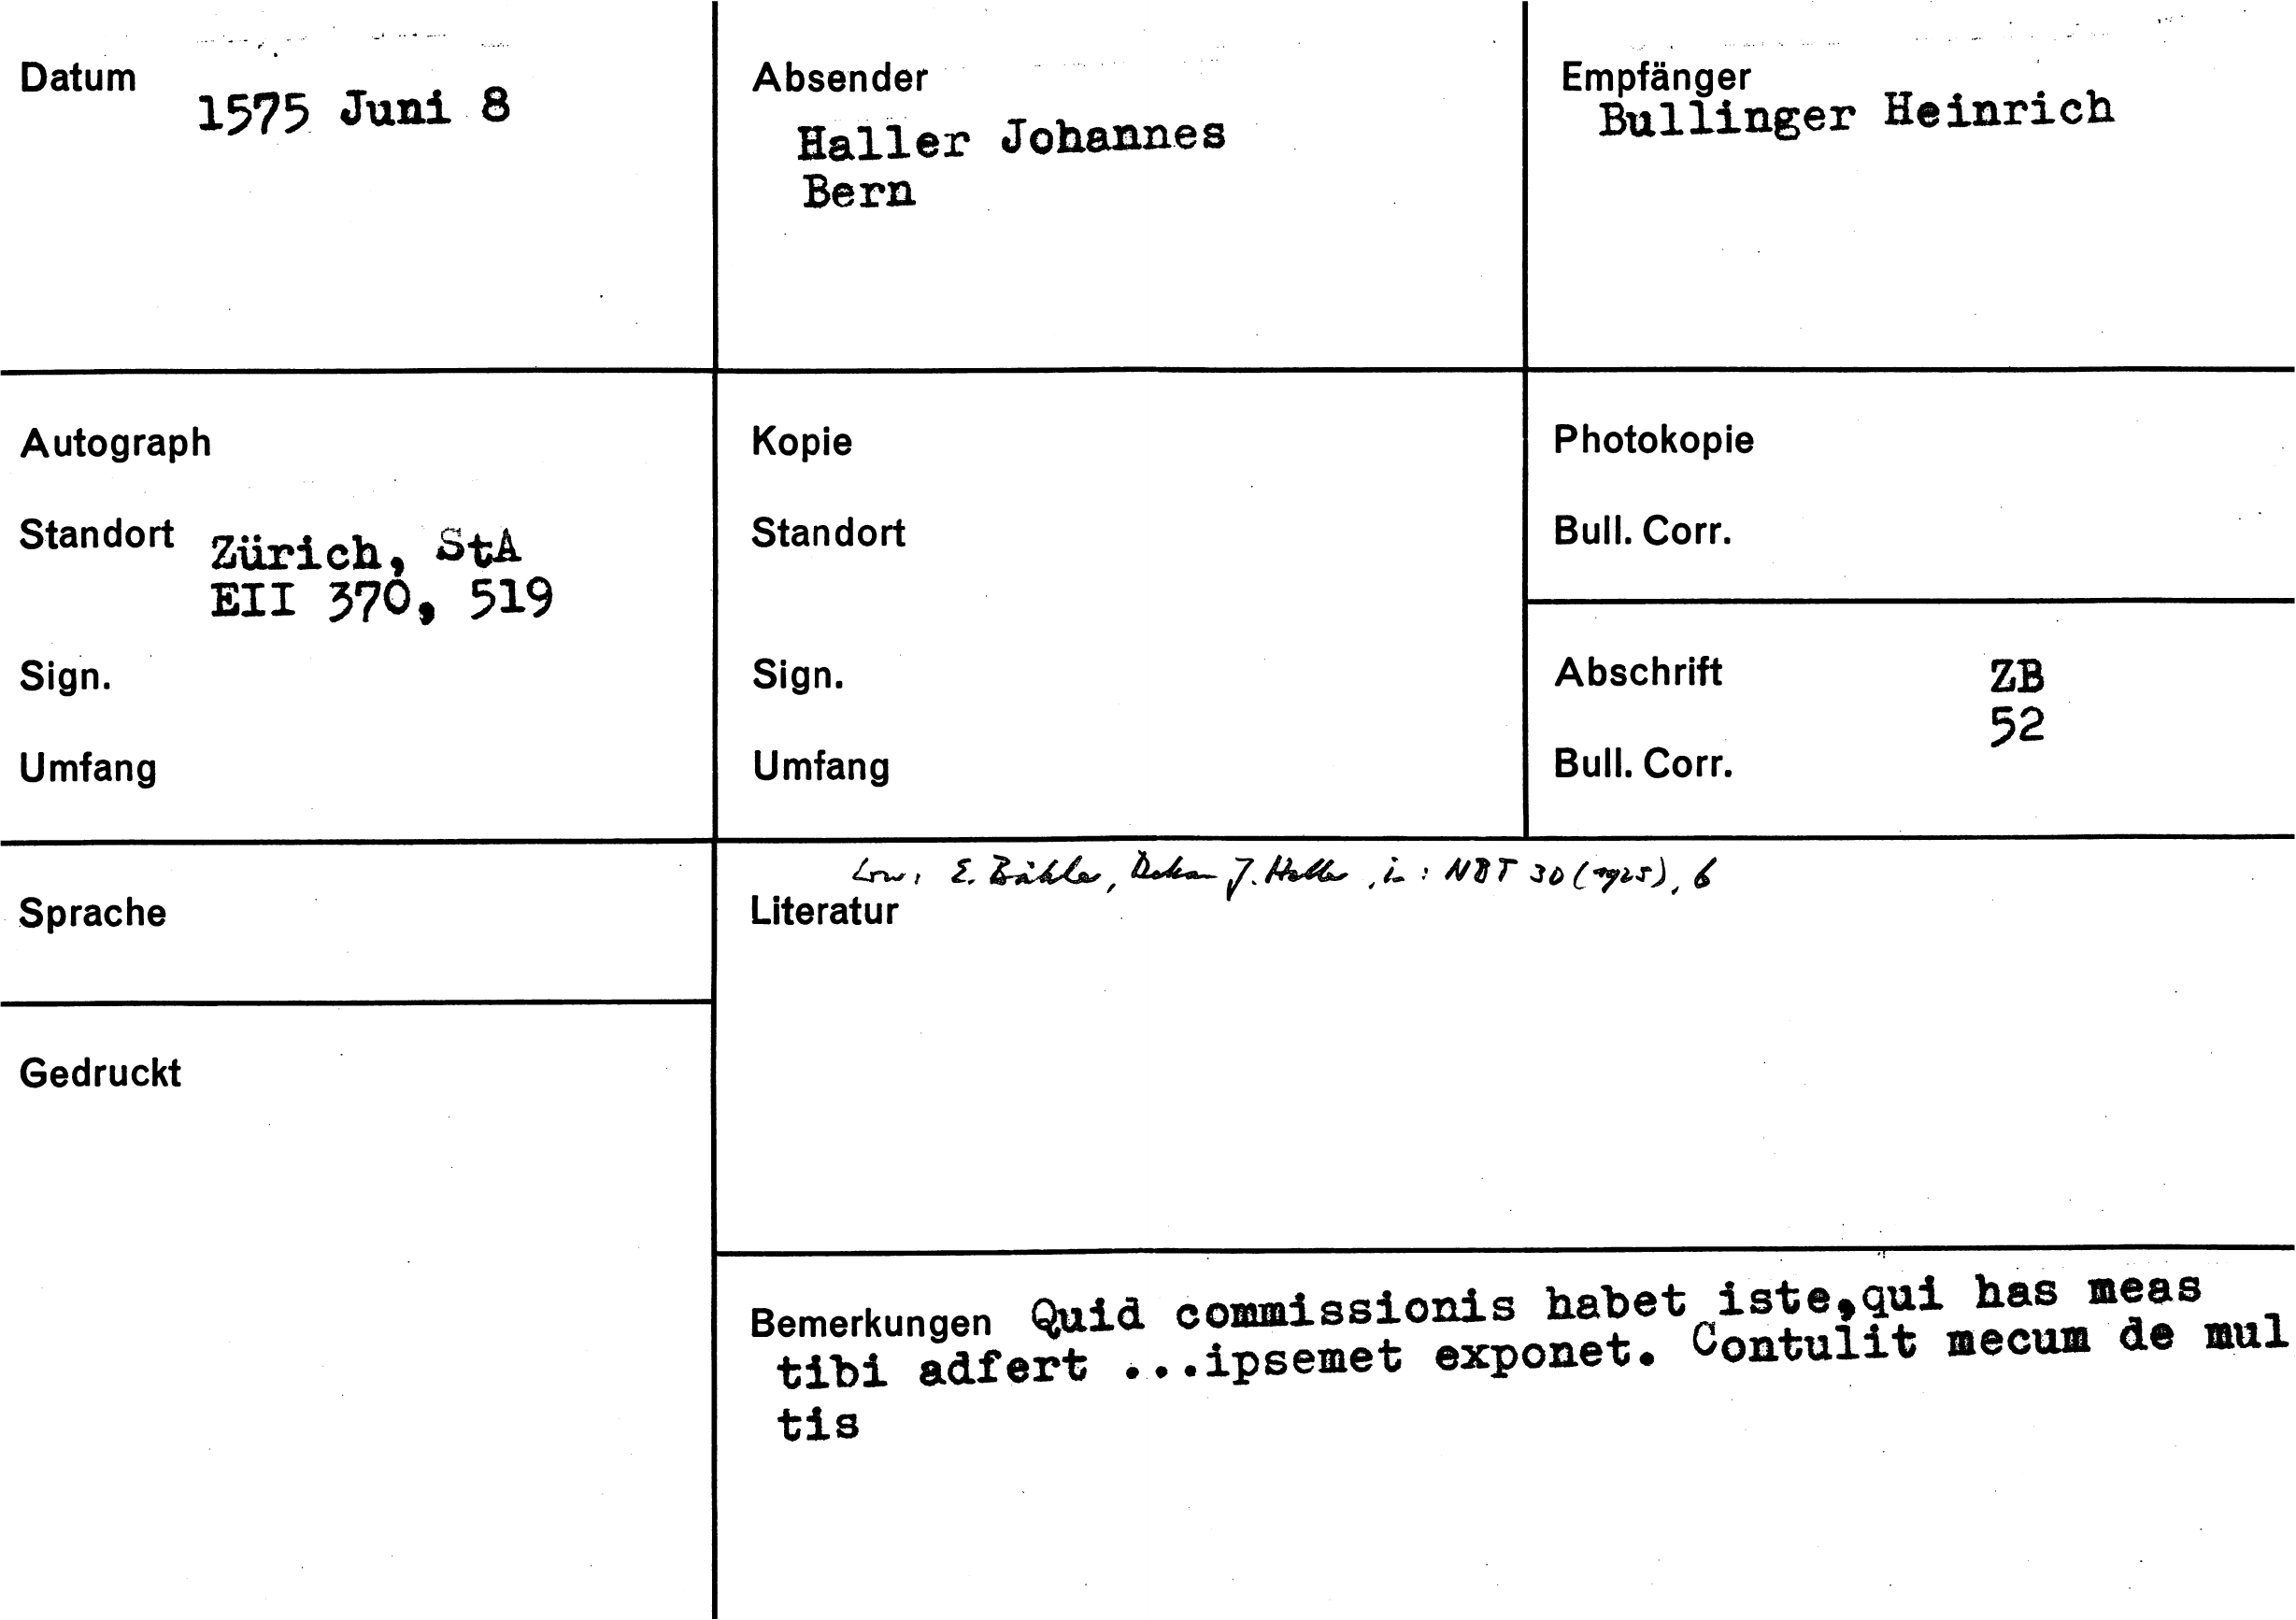 Datum
1575 Juni 8
Absender
Haller Johannes
Bern
Empfänger
Bullinger Heinrich
Autograph
Standort Zürich, StA
EII 370, 519
Sign.
Umfang
Kopie
Standort
Sign.
Umfang
Photokopie
Bull. Corr.
Abschrift ZB
52
Bull. Corr.
Sprache
Gedruckt
E. Bähler, Dekan J. Haller, in: NBT 30 (1925), 6
Literatur
Bemerkungen Quid commissionis habet iste,qui has meas
tibi adfert ...ipsemet exponet. Contulit mecum de mul
tis